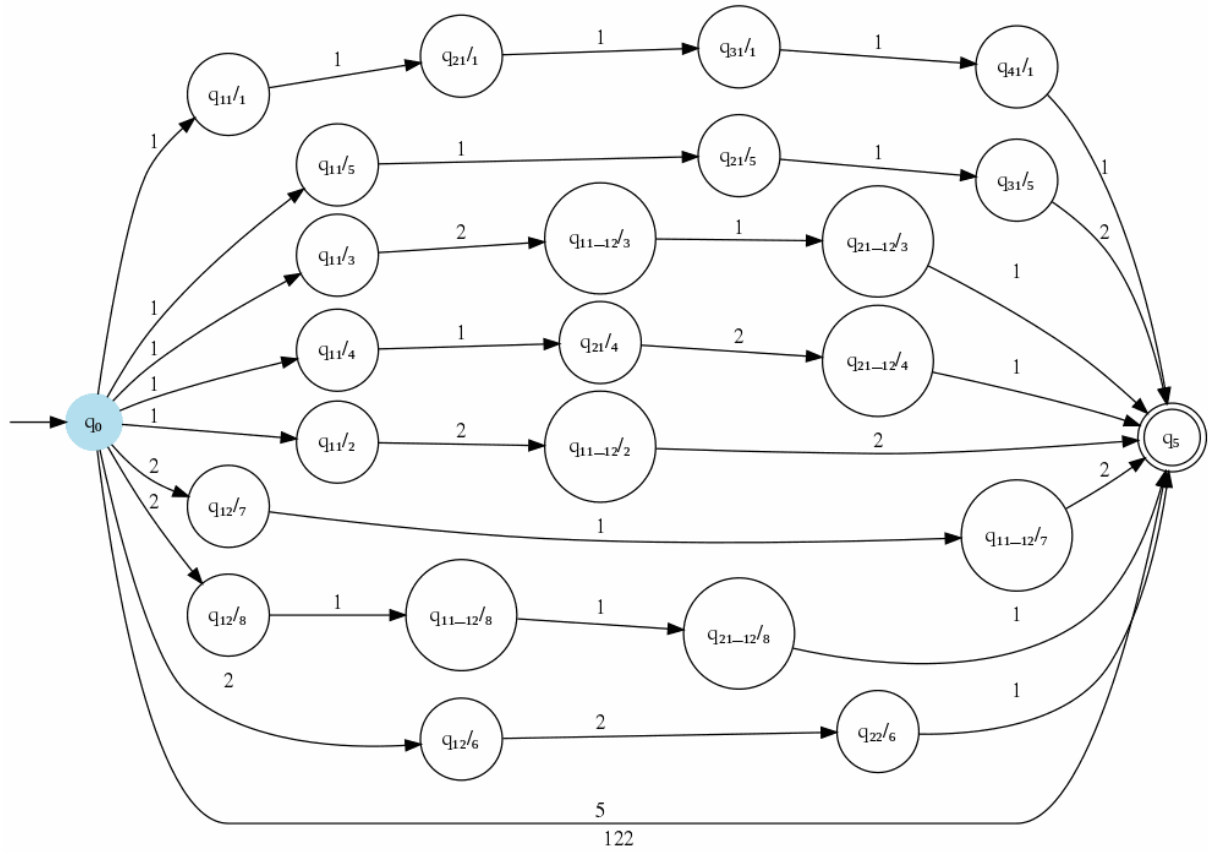 1 q₁₁/₁ 1 q₂₁/₁ 1 q₃₁/₁ 1 q₄₁/₁ 1
1 q₁₁/₅ 1 q₂₁/₅ 1 q₃₁/₅ 2
1 q₁₁/₃ 2 q₁₁₋₁₂/₃ 1 q₂₁₋₁₂/₃ 1
1 q₁₁/₄ 1 q₂₁/₄ 2 q₂₁₋₁₂/₄ 1
q₀ 1 q₁₁/₂ 2 q₁₁₋₁₂/₂ 2 q₅
2 q₁₂/₇ 1 q₁₁₋₁₂/₇ 2
2 q₁₂/₈ 1 q₁₁₋₁₂/₈ 1 q₂₁₋₁₂/₈ 1
2 q₁₂/₆ 2 q₂₂/₆ 1
5
122